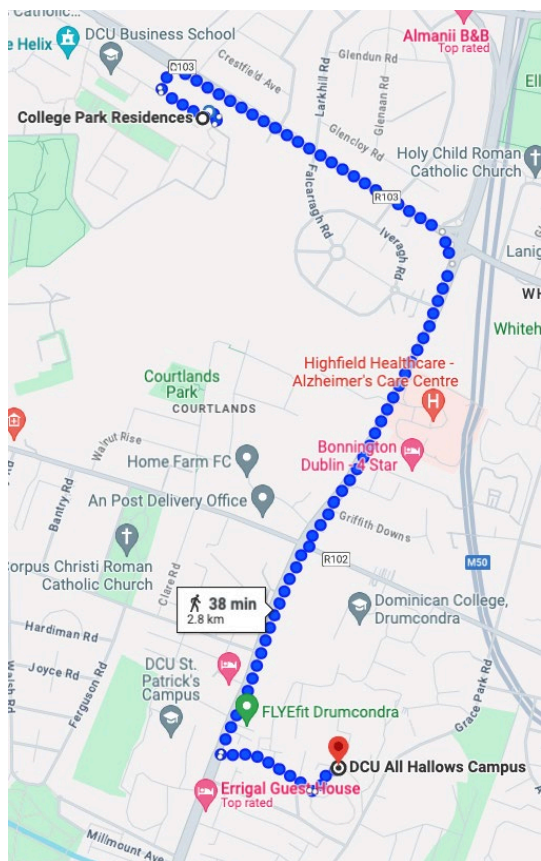 Catholic...
DCU Business School
e Helix
R103
Crestfield Ave
Almanii B&B
Top rated
Glendun Rd
Larkhill Rd
Glenaan Rd
Ell
College Park Residences
Glencloy Rd
Holy Child Roman
Catholic Church
Falcarragh Rd
R103
Iveragh Rd
Lanig
WH
Whiteh
Highfield Healthcare -
Alzheimer's Care Centre
H
Courtlands
Park
COURTLANDS
Walnut Rise
Bonnington
Dublin - 4 Star
Home Farm FC
Bantry Rd
An Post Delivery Office
Griffith Downs
Corpus Christi Roman
Catholic Church
R102
M50
Clare Rd
38 min
2.8 km
Dominican College,
Drumcondra
Hardiman Rd
Joyce Rd
Walsh Rd
Ferguson Rd
DCU St.
Patrick's
Campus
Grace Park Rd
FLYEfit Drumcondra
DCU All Hallows Campus
Errigal Guest House
Top rated
Millmount Ave